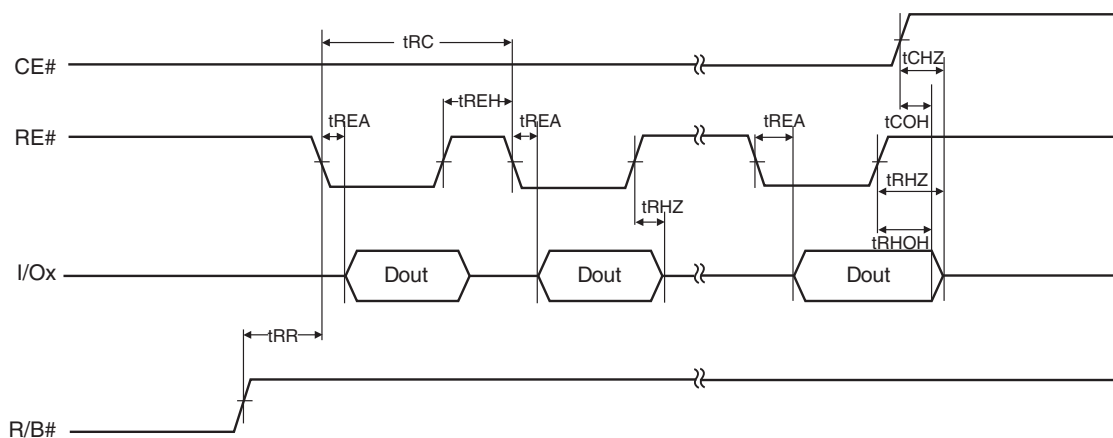 tRC
CE#
tCHZ
tREH
tREA
tREA
tREA
tCOH
RE#
tRHZ
tRHZ
tRHOH
I/Ox
Dout
Dout
Dout
tRR
R/B#